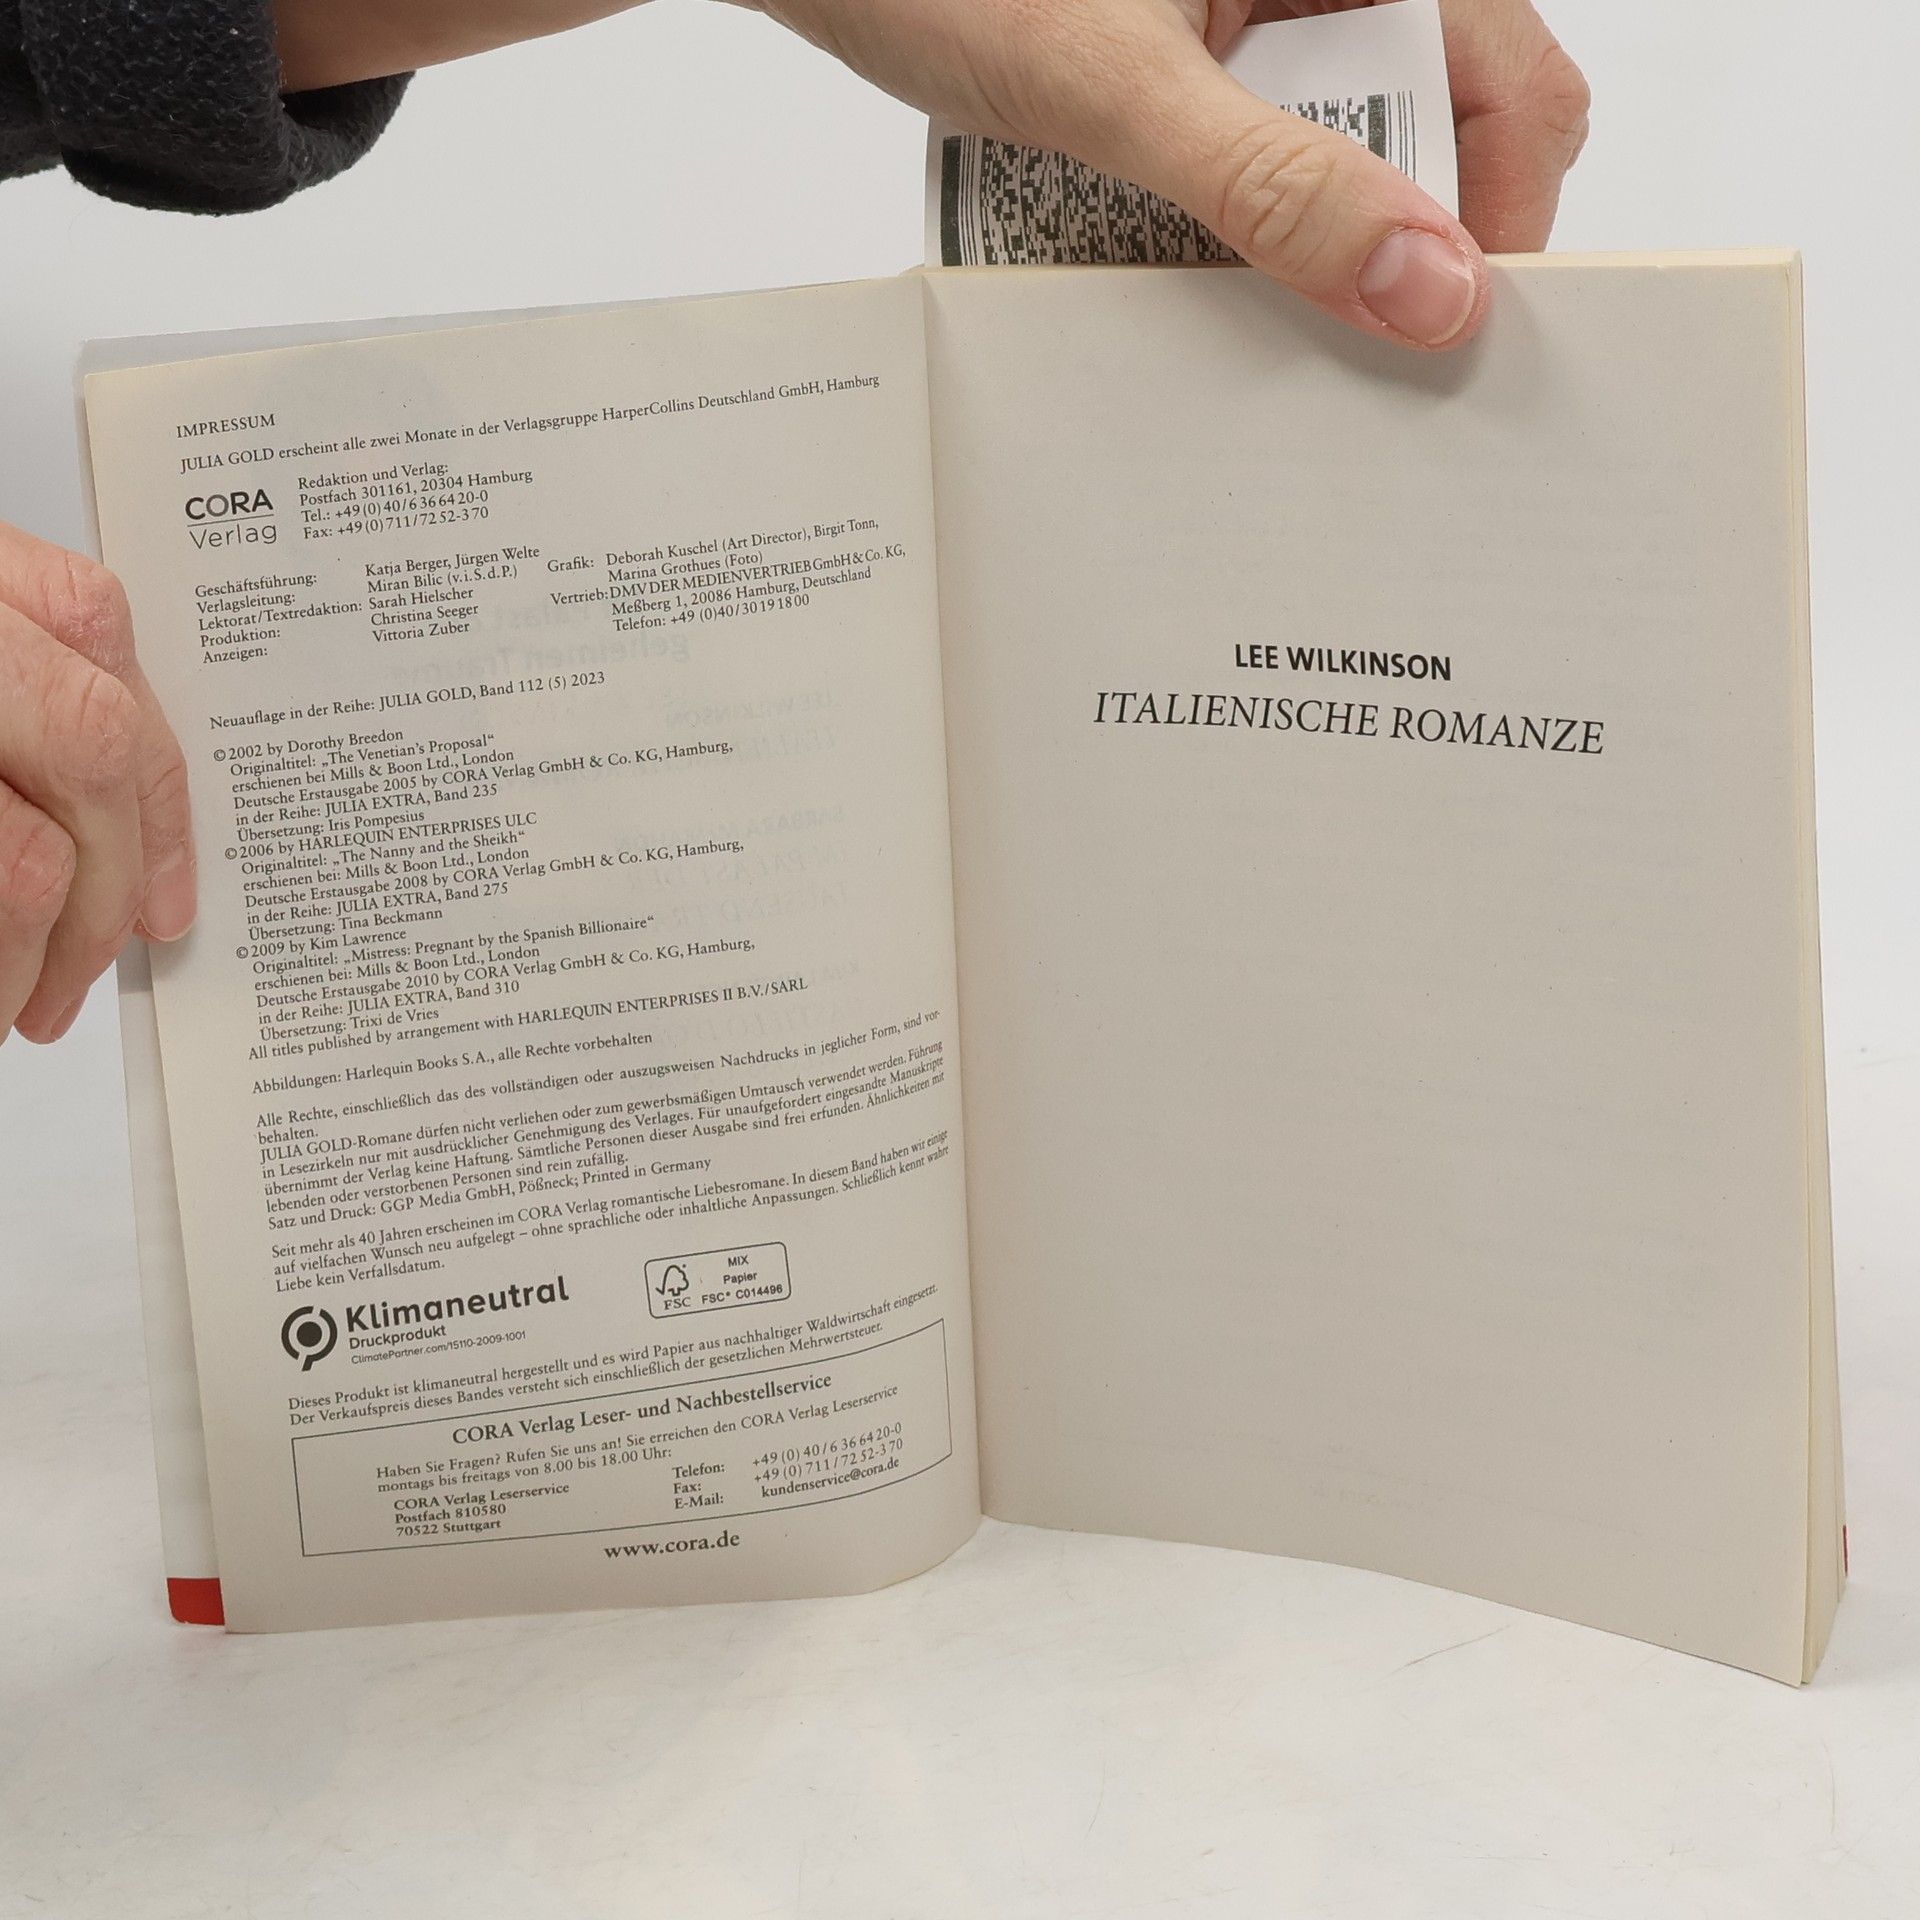 IMPRESSUM
JULIA GOLD erscheint alle zwei Monate in der Verlagsgruppe HarperCollins Deutschland GmbH, Hamburg
CORA
Verlag
Redaktion und Verlag:
Postfach 301161, 20304 Hamburg
Tel.: +49 (0) 40/6 36 64 20-0
Fax: +49 (0) 711/72 52-3 70
Geschäftsführung: Katja Berger, Jürgen Welte
Verlagsleitung: Miran Bilic (v. i. S. d. P.)
Lektorat/Textredaktion: Sarah Hielscher
Produktion: Christina Seeger
Anzeigen: Vittoria Zuber
Grafik: Deborah Kuschel (Art Director), Birgit Tonn,
Marina Grothues (Foto)
Vertrieb: DMV DER MEDIENVERTRIEB GmbH & Co. KG,
Meßberg 1, 20086 Hamburg, Deutschland
Telefon: +49 (0)40/30 19 18 00
Neuauflage in der Reihe: JULIA GOLD, Band 112 (5) 2023
© 2002 by Dorothy Breedon
Originaltitel: „The Venetian's Proposal“
erschienen bei Mills & Boon Ltd., London
Deutsche Erstausgabe 2005 by CORA Verlag GmbH & Co. KG, Hamburg,
in der Reihe: JULIA EXTRA, Band 235
Übersetzung: Iris Pompesius
© 2006 by HARLEQUIN ENTERPRISES ULC
Originaltitel: „The Nanny and the Sheikh“
erschienen bei: Mills & Boon Ltd., London
Deutsche Erstausgabe 2008 by CORA Verlag GmbH & Co. KG, Hamburg,
in der Reihe: JULIA EXTRA, Band 275
Übersetzung: Tina Beckmann
© 2009 by Kim Lawrence
Originaltitel: „Mistress: Pregnant by the Spanish Billionaire“
erschienen bei: Mills & Boon Ltd., London
Deutsche Erstausgabe 2010 by CORA Verlag GmbH & Co. KG, Hamburg,
in der Reihe: JULIA EXTRA, Band 310
Übersetzung: Trixi de Vries
All titles published by arrangement with HARLEQUIN ENTERPRISES II B.V./SARL
Abbildungen: Harlequin Books S.A., alle Rechte vorbehalten
Alle Rechte, einschließlich das des vollständigen oder auszugsweisen Nachdrucks in jeglicher Form, sind vor-
behalten.
JULIA GOLD-Romane dürfen nicht verliehen oder zum gewerbsmäßigen Umtausch verwendet werden. Führung
in Lesezirkeln nur mit ausdrücklicher Genehmigung des Verlages. Für unaufgefordert eingesandte Manuskripte
übernimmt der Verlag keine Haftung. Sämtliche Personen dieser Ausgabe sind frei erfunden. Ähnlichkeiten mit
lebenden oder verstorbenen Personen sind rein zufällig.
Satz und Druck: GGP Media GmbH, Pößneck; Printed in Germany
Seit mehr als 40 Jahren erscheinen im CORA Verlag romantische Liebesromane. In diesem Band haben wir einige
auf vielfachen Wunsch neu aufgelegt – ohne sprachliche oder inhaltliche Anpassungen. Schließlich kennt wahre
Liebe kein Verfallsdatum.
Klimaneutral
Druckprodukt
ClimatePartner.com/15110-2009-1001
FSC
MIX
Papier
FSC® C014496
Dieses Produkt ist klimaneutral hergestellt und es wird Papier aus nachhaltiger Waldwirtschaft eingesetzt.
Der Verkaufspreis dieses Bandes versteht sich einschließlich der gesetzlichen Mehrwertsteuer.
CORA Verlag Leser- und Nachbestellservice
Haben Sie Fragen? Rufen Sie uns an! Sie erreichen den CORA Verlag Leserservice
montags bis freitags von 8.00 bis 18.00 Uhr:
CORA Verlag Leserservice
Postfach 810580
70522 Stuttgart
Telefon: +49 (0) 40/6 36 64 20-0
Fax: +49 (0) 711/72 52-3 70
E-Mail: kundenservice@cora.de
www.cora.de
LEE WILKINSON
ITALIENISCHE ROMANZE